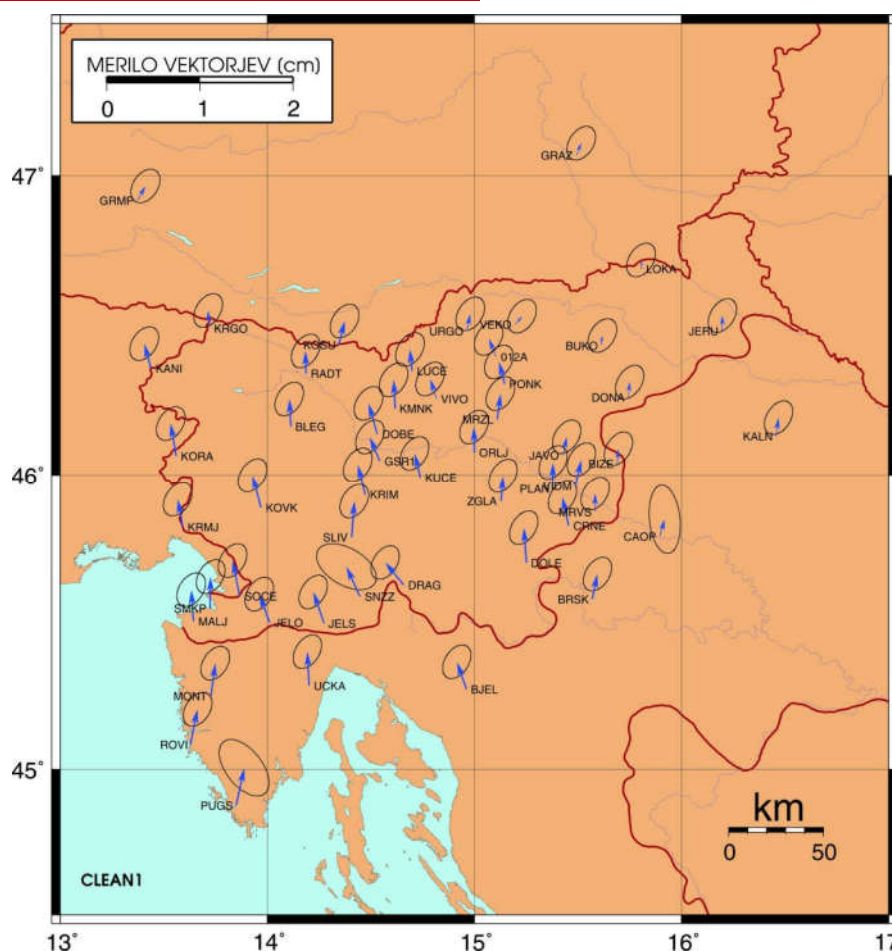 MERILO VEKTORJEV (cm)
0 1 2
47°
GRAZ
GRMP
LOKA
KRGO
URGO
VEKO
JERU
KOSU
BUKO
KANI
012A
RADT
LUCE
PONK
DONA
KMNK
VIVO
MRZL
BLEG
DOBE
KALN
KORA
ORLJ
JAVO
GSR1
BIZE
46°
KUCE
KRIM
PLAN
VIDM
KOVK
ZGLA
MRVS
KRMJ
CRNE
SLIV
CAOP
DOLE
DRAG
SNZZ
SOCE
BRSK
SMKP
MALJ
JELO
JELS
UCKA
BJEL
MONT
ROVI
45°
PUGS
km
0 50
CLEAN1
13° 14 15 16 17